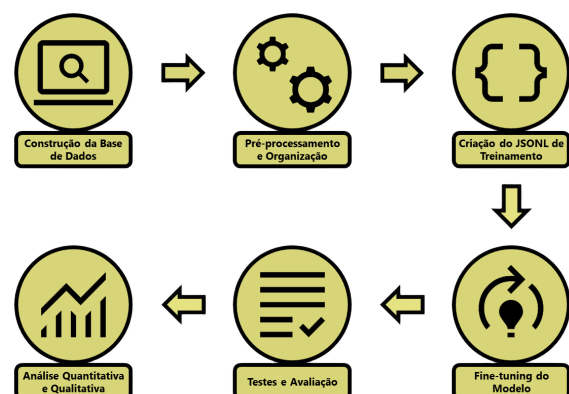 Construção da Base
de Dados
Pré-processamento
e Organização
Criação do JSONL de
Treinamento
Fine-tuning do
Modelo
Testes e Avaliação
Análise Quantitativa
e Qualitativa